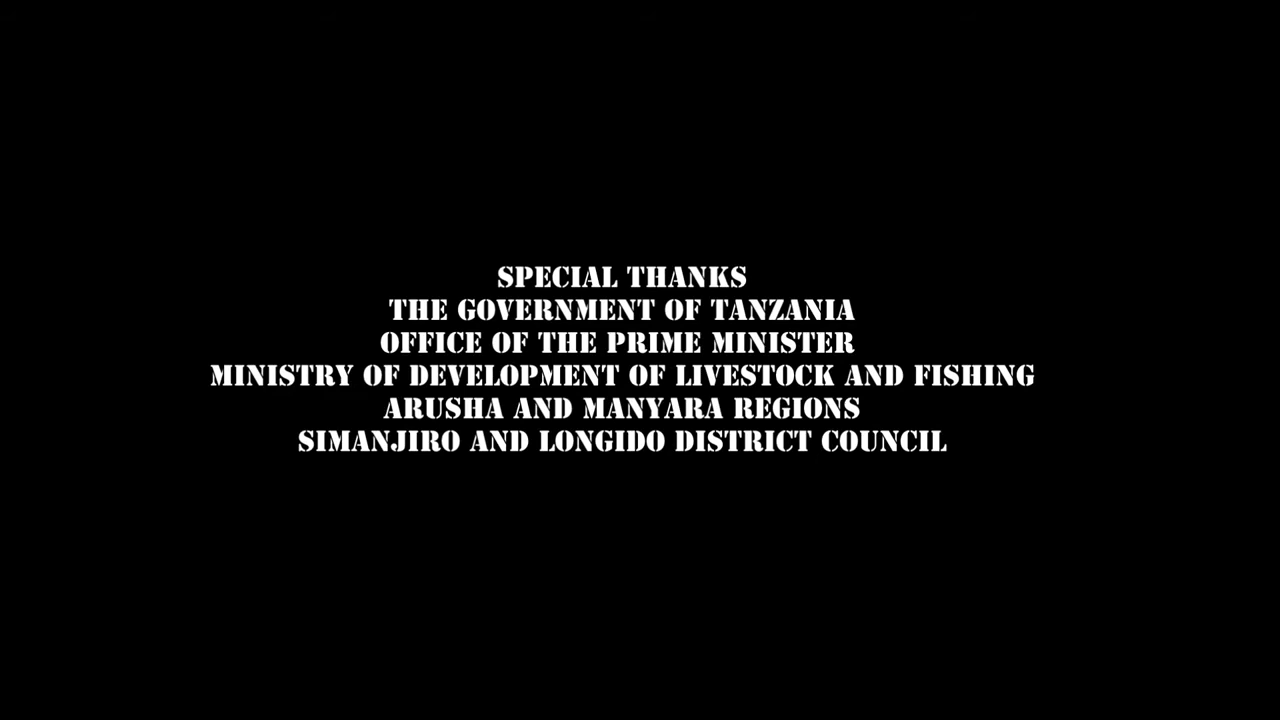 SPECIAL THANKS
THE GOVERNMENT OF TANZANIA
OFFICE OF THE PRIME MINISTER
MINISTRY OF DEVELOPMENT OF LIVESTOCK AND FISHING
ARUSHA AND MANYARA REGIONS
SIMANJIRO AND LONGIDO DISTRICT COUNCIL